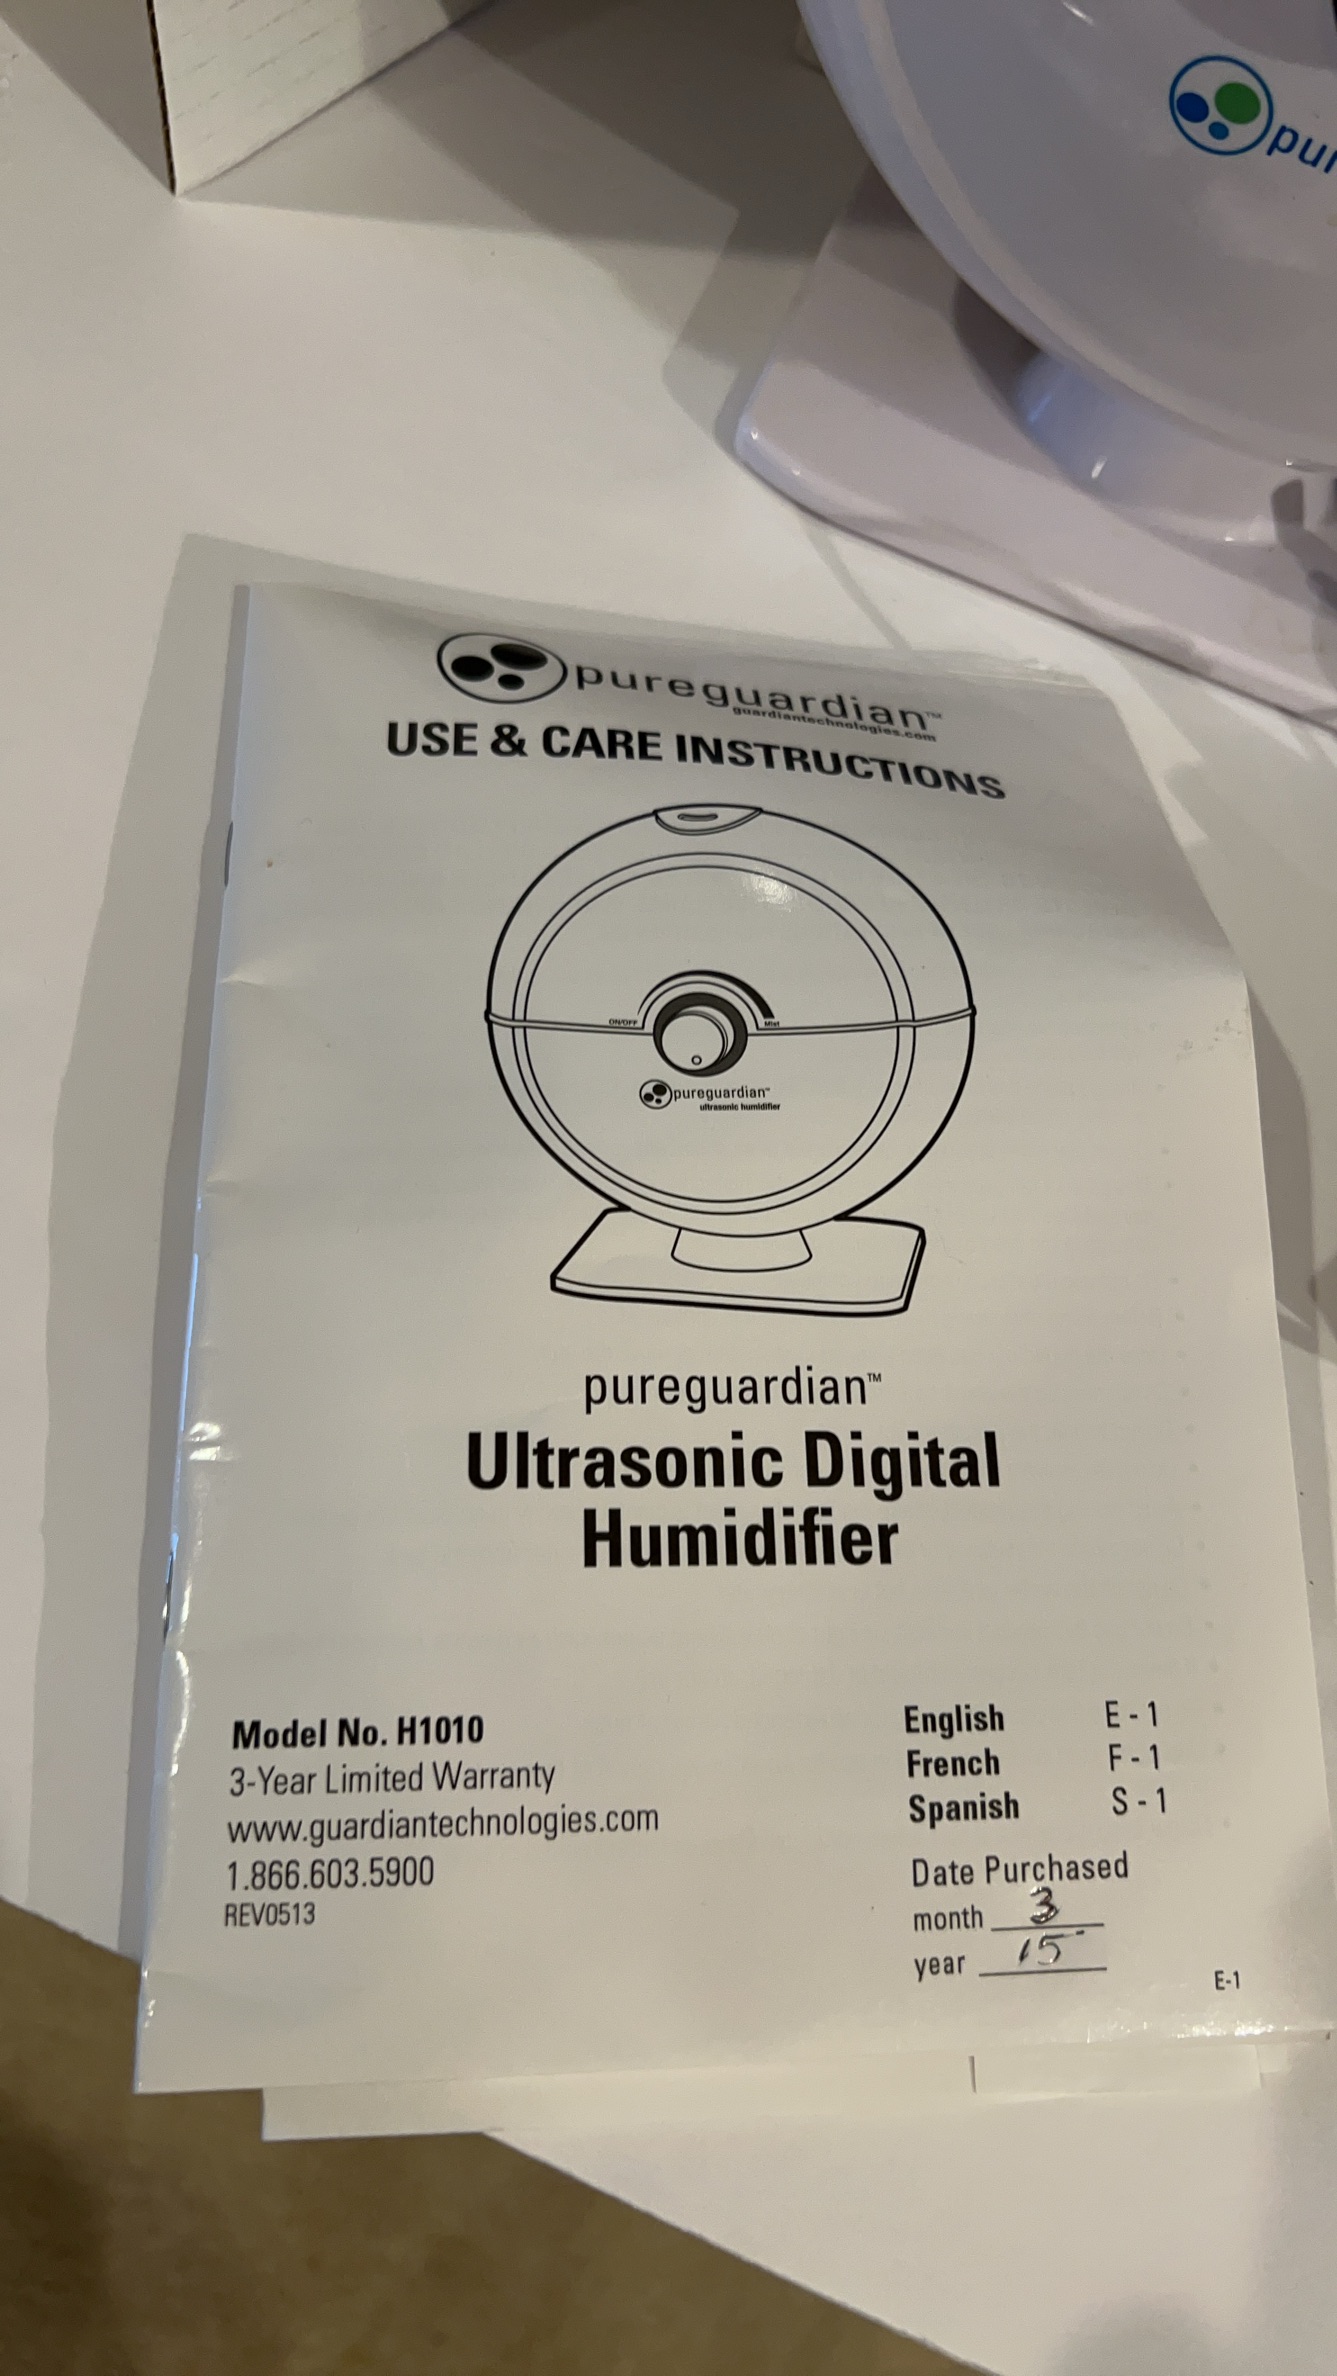 pur
pureguardian™
guardiantechnologies.com
USE & CARE INSTRUCTIONS
ON/OFF
Mist
pureguardian™
ultrasonic humidifier
pureguardian™
Ultrasonic Digital
Humidifier
Model No. H1010
3-Year Limited Warranty
www.guardiantechnologies.com
1.866.603.5900
REV0513
English E - 1
French F - 1
Spanish S - 1
Date Purchased
month 3
year 15
E-1